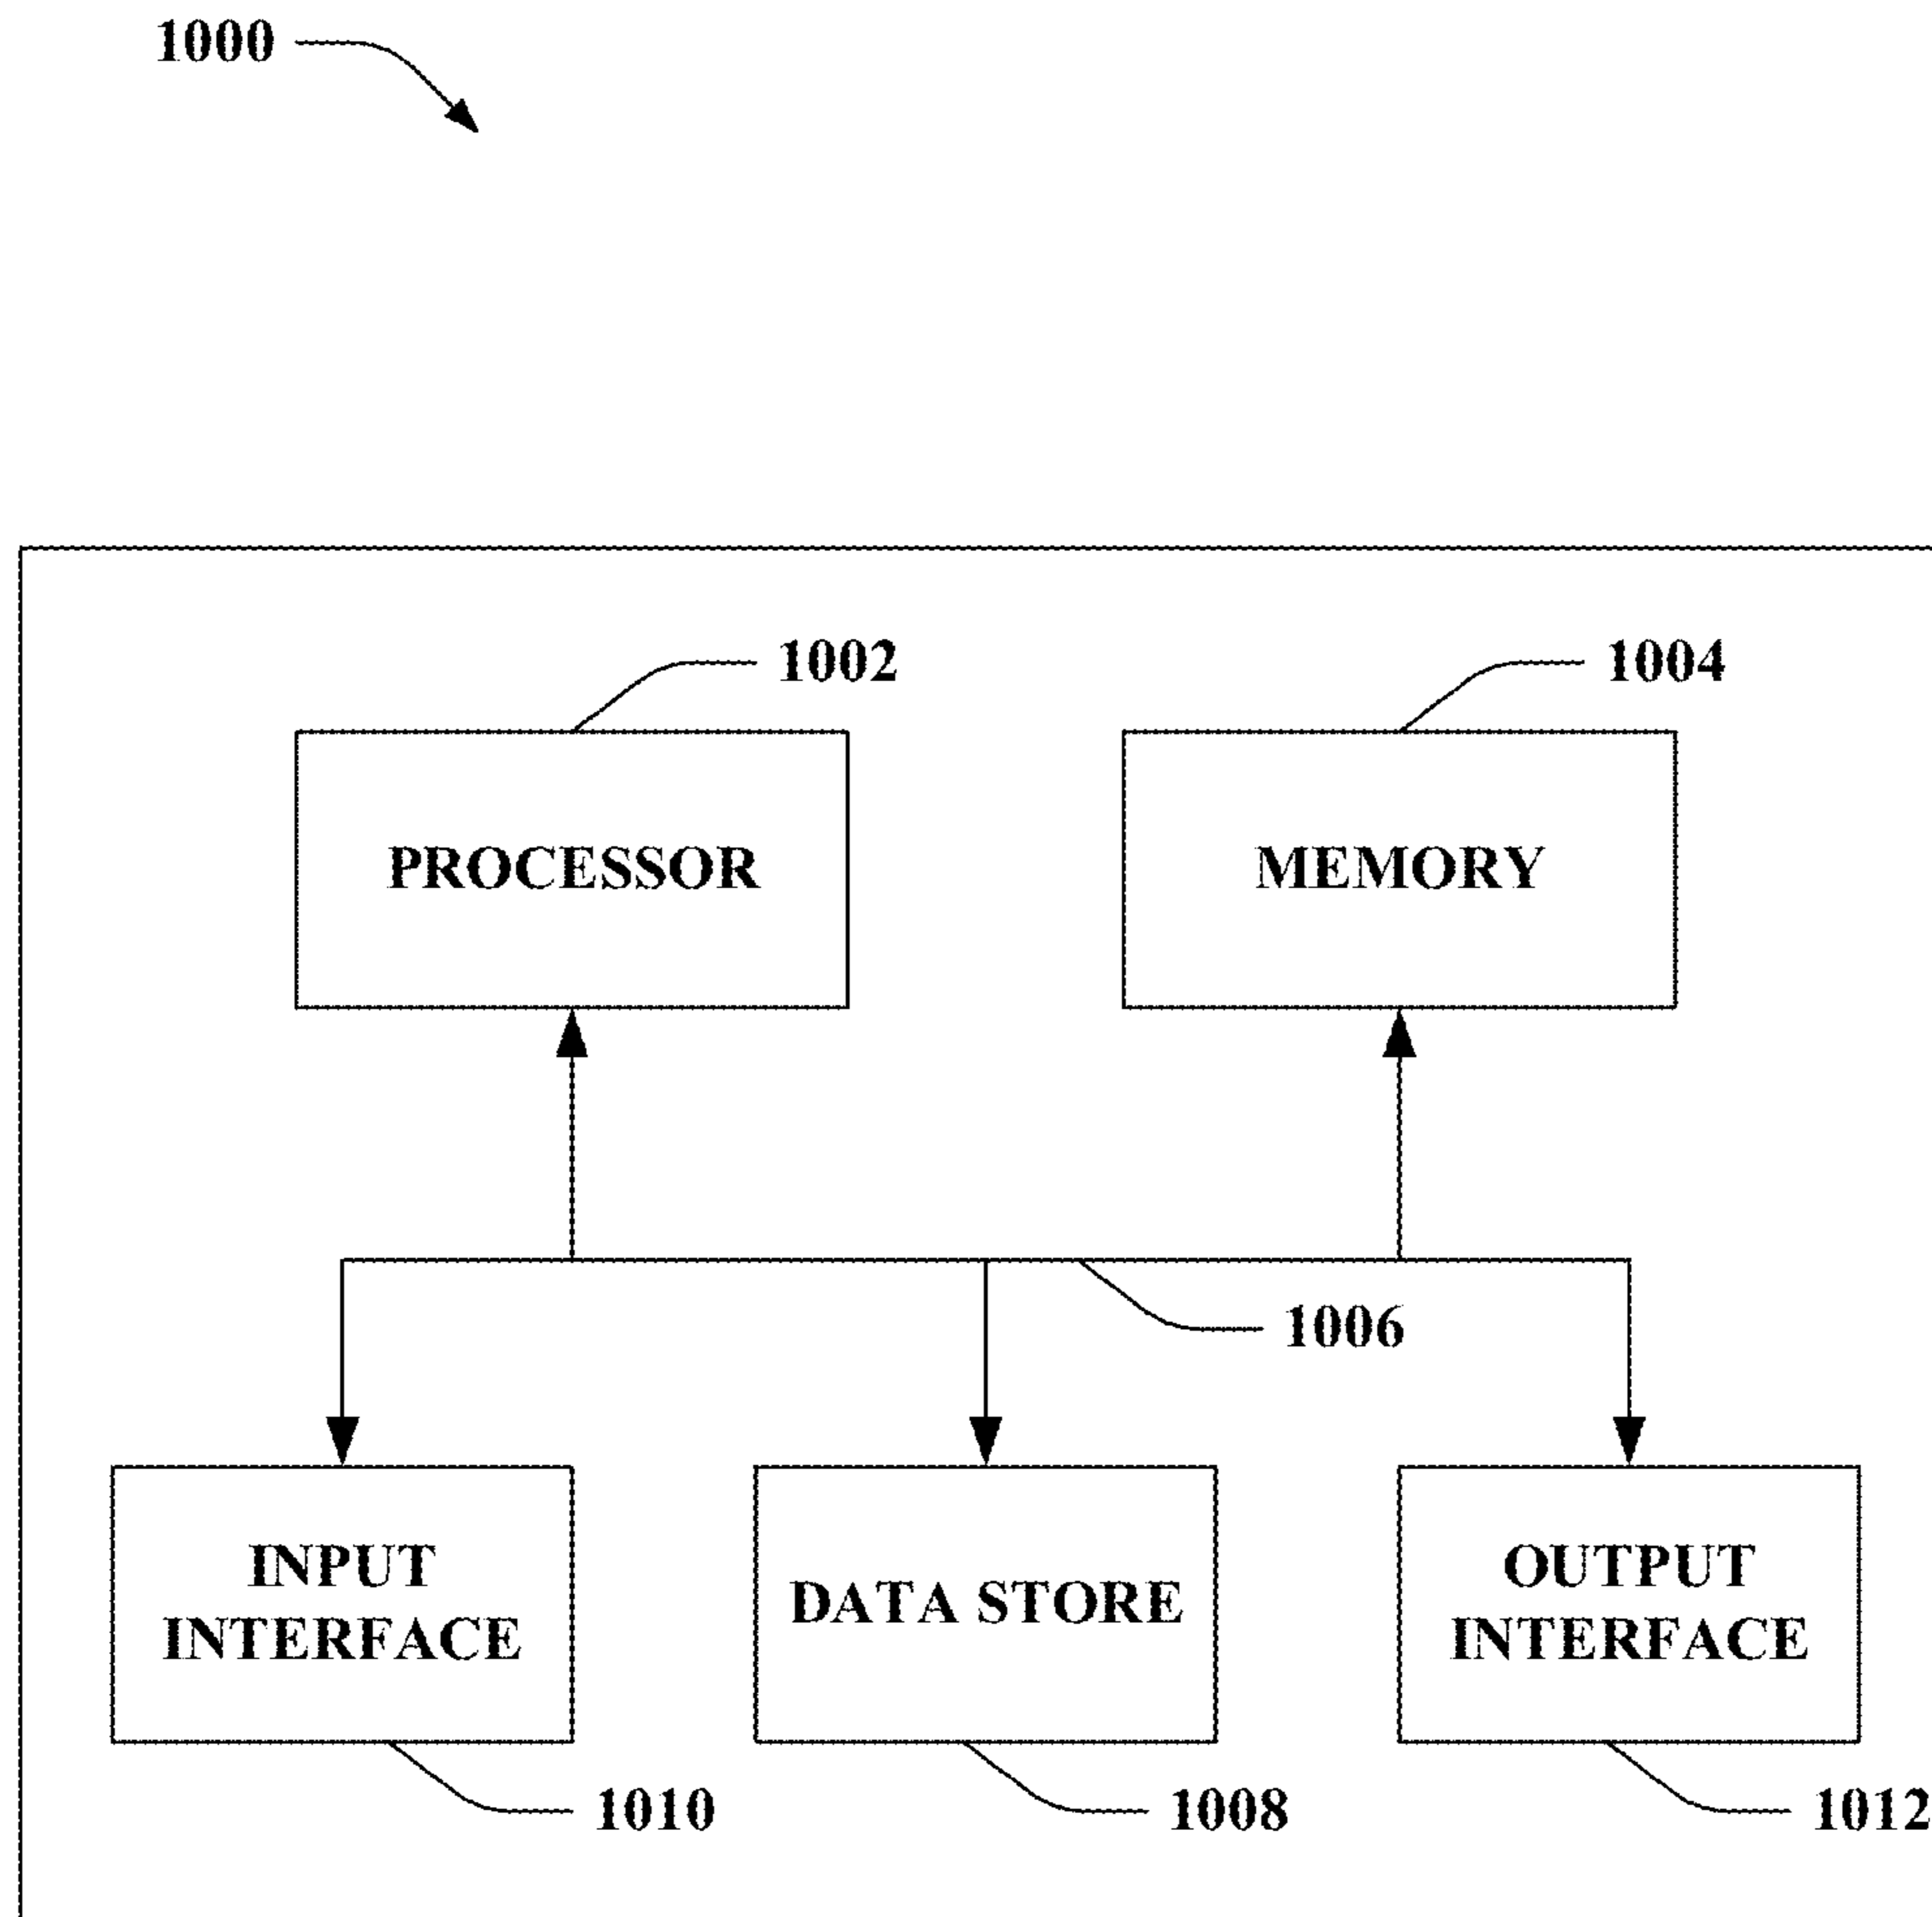 1000
1002
1004
PROCESSOR
MEMORY
1006
INPUT
INTERFACE
DATA STORE
OUTPUT
INTERFACE
1010
1008
1012